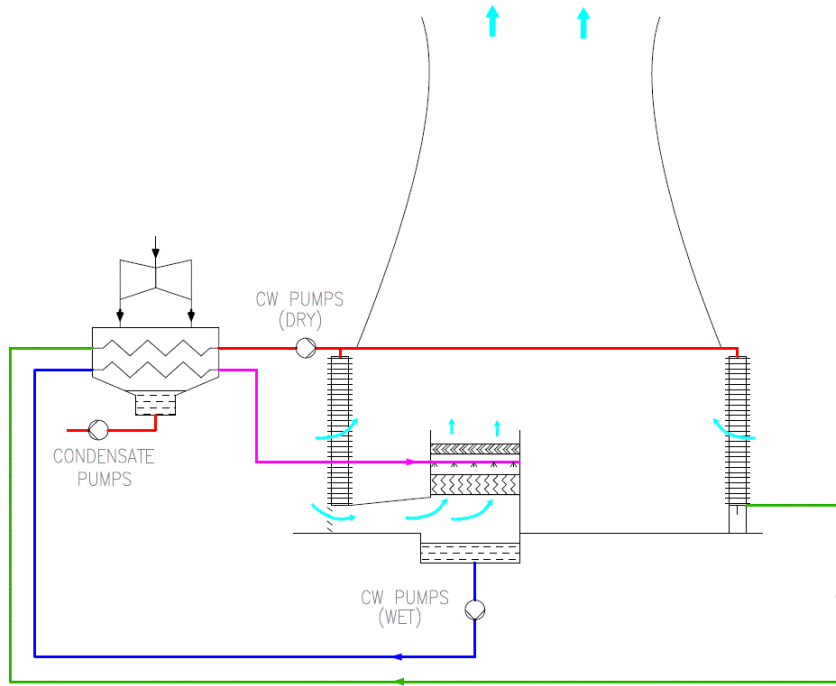 CW PUMPS
(DRY)
CONDENSATE
PUMPS
CW PUMPS
(WET)